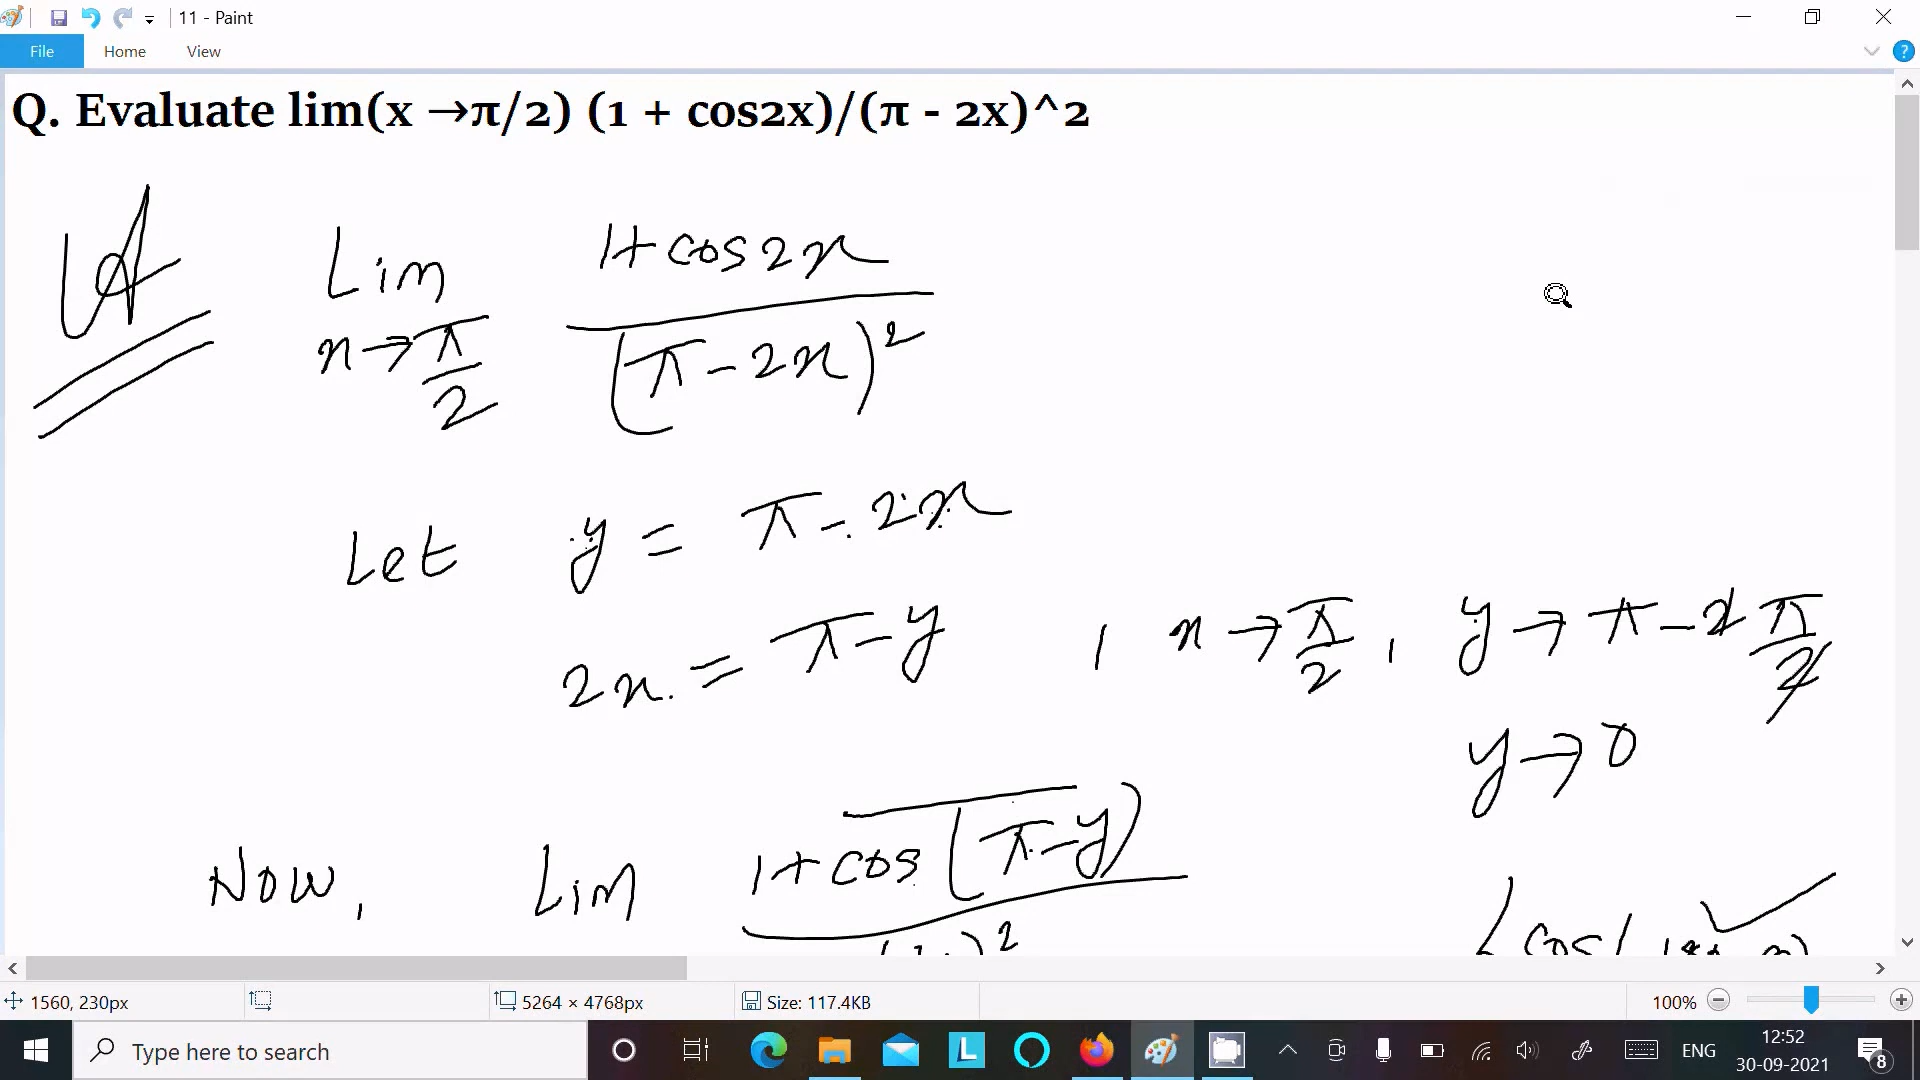 11 - Paint
File Home View
Q. Evaluate lim(x →π/2) (1 + cos2x)/(π - 2x)^2
Lim 1+cos2x
x→π/2 (π-2x)²
Let y = π-2x
2x = π-y , x→π/2, y→π-2π/2
y→0
Now, Lim 1+cos(π-y)
1560, 230px 5264 × 4768px Size: 117.4KB 100%
Type here to search
L
ENG
12:52
30-09-2021
8